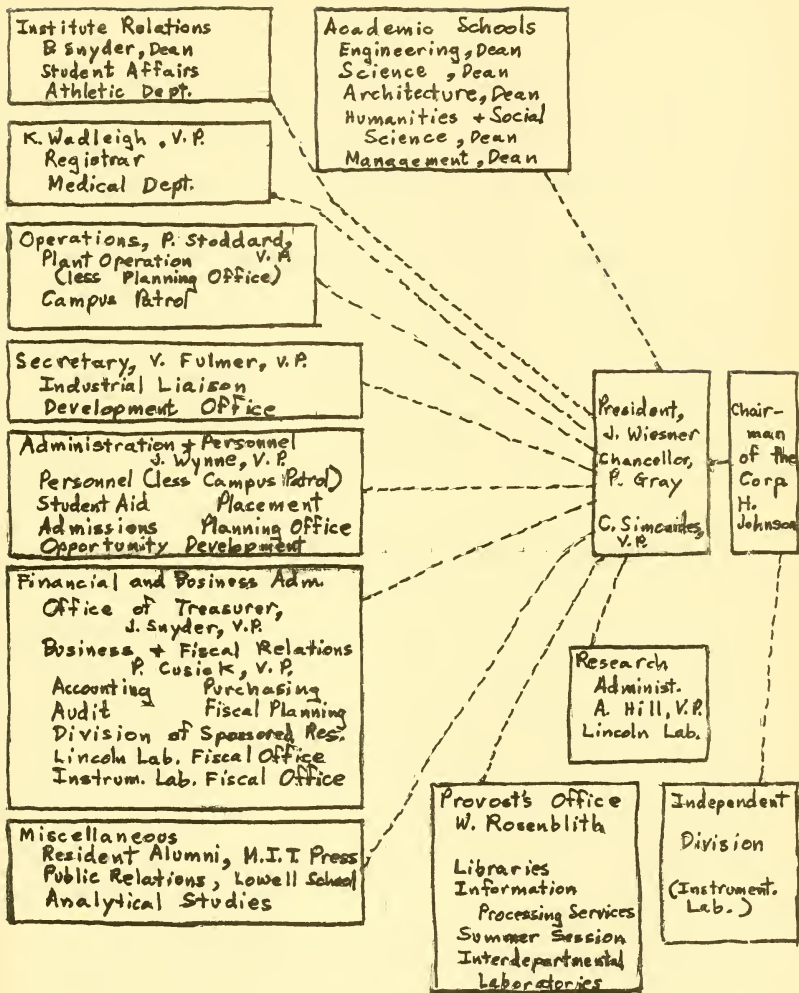 Institute Relations
B Snyder, Dean
Student Affairs
Athletic Dept.
Academic Schools
Engineering, Dean
Science , Dean
Architecture, Dean
Humanities + Social
Science , Dean
Management , Dean
K. Wadleigh , V. P.
Registrar
Medical Dept.
Operations, P. Stoddard,
Plant Operation V. P.
(less Planning Office)
Campus Patrol
Secretary, V. Fulmer, V.P.
Industrial Liaison
Development Office
Administration + Personnel
J. Wynne, V.P.
Personnel (less Campus Patrol)
Student Aid Placement
Admissions Planning Office
Opportunity Development
Financial and Business Adm.
Office of Treasurer,
J. Snyder, V.P.
Business + Fiscal Relations
P. Cusick, V.P.
Accounting Purchasing
Audit Fiscal Planning
Division of Sponsored Res.
Lincoln Lab. Fiscal Office
Instrum. Lab. Fiscal Office
Miscellaneous
Resident Alumni, M.I.T. Press
Public Relations, Lowell School
Analytical Studies
President,
J. Wiesner
Chancellor,
P. Gray
C. Simonides,
V.P.
Chair-
man
of the
Corp
H.
Johnson
Research
Administ.
A. Hill, V.P.
Lincoln Lab.
Provost's Office
W. Rosenblith
Libraries
Information
Processing Services
Summer Session
Interdepartmental
Laboratories
Independent
Division
(Instrument.
Lab.)